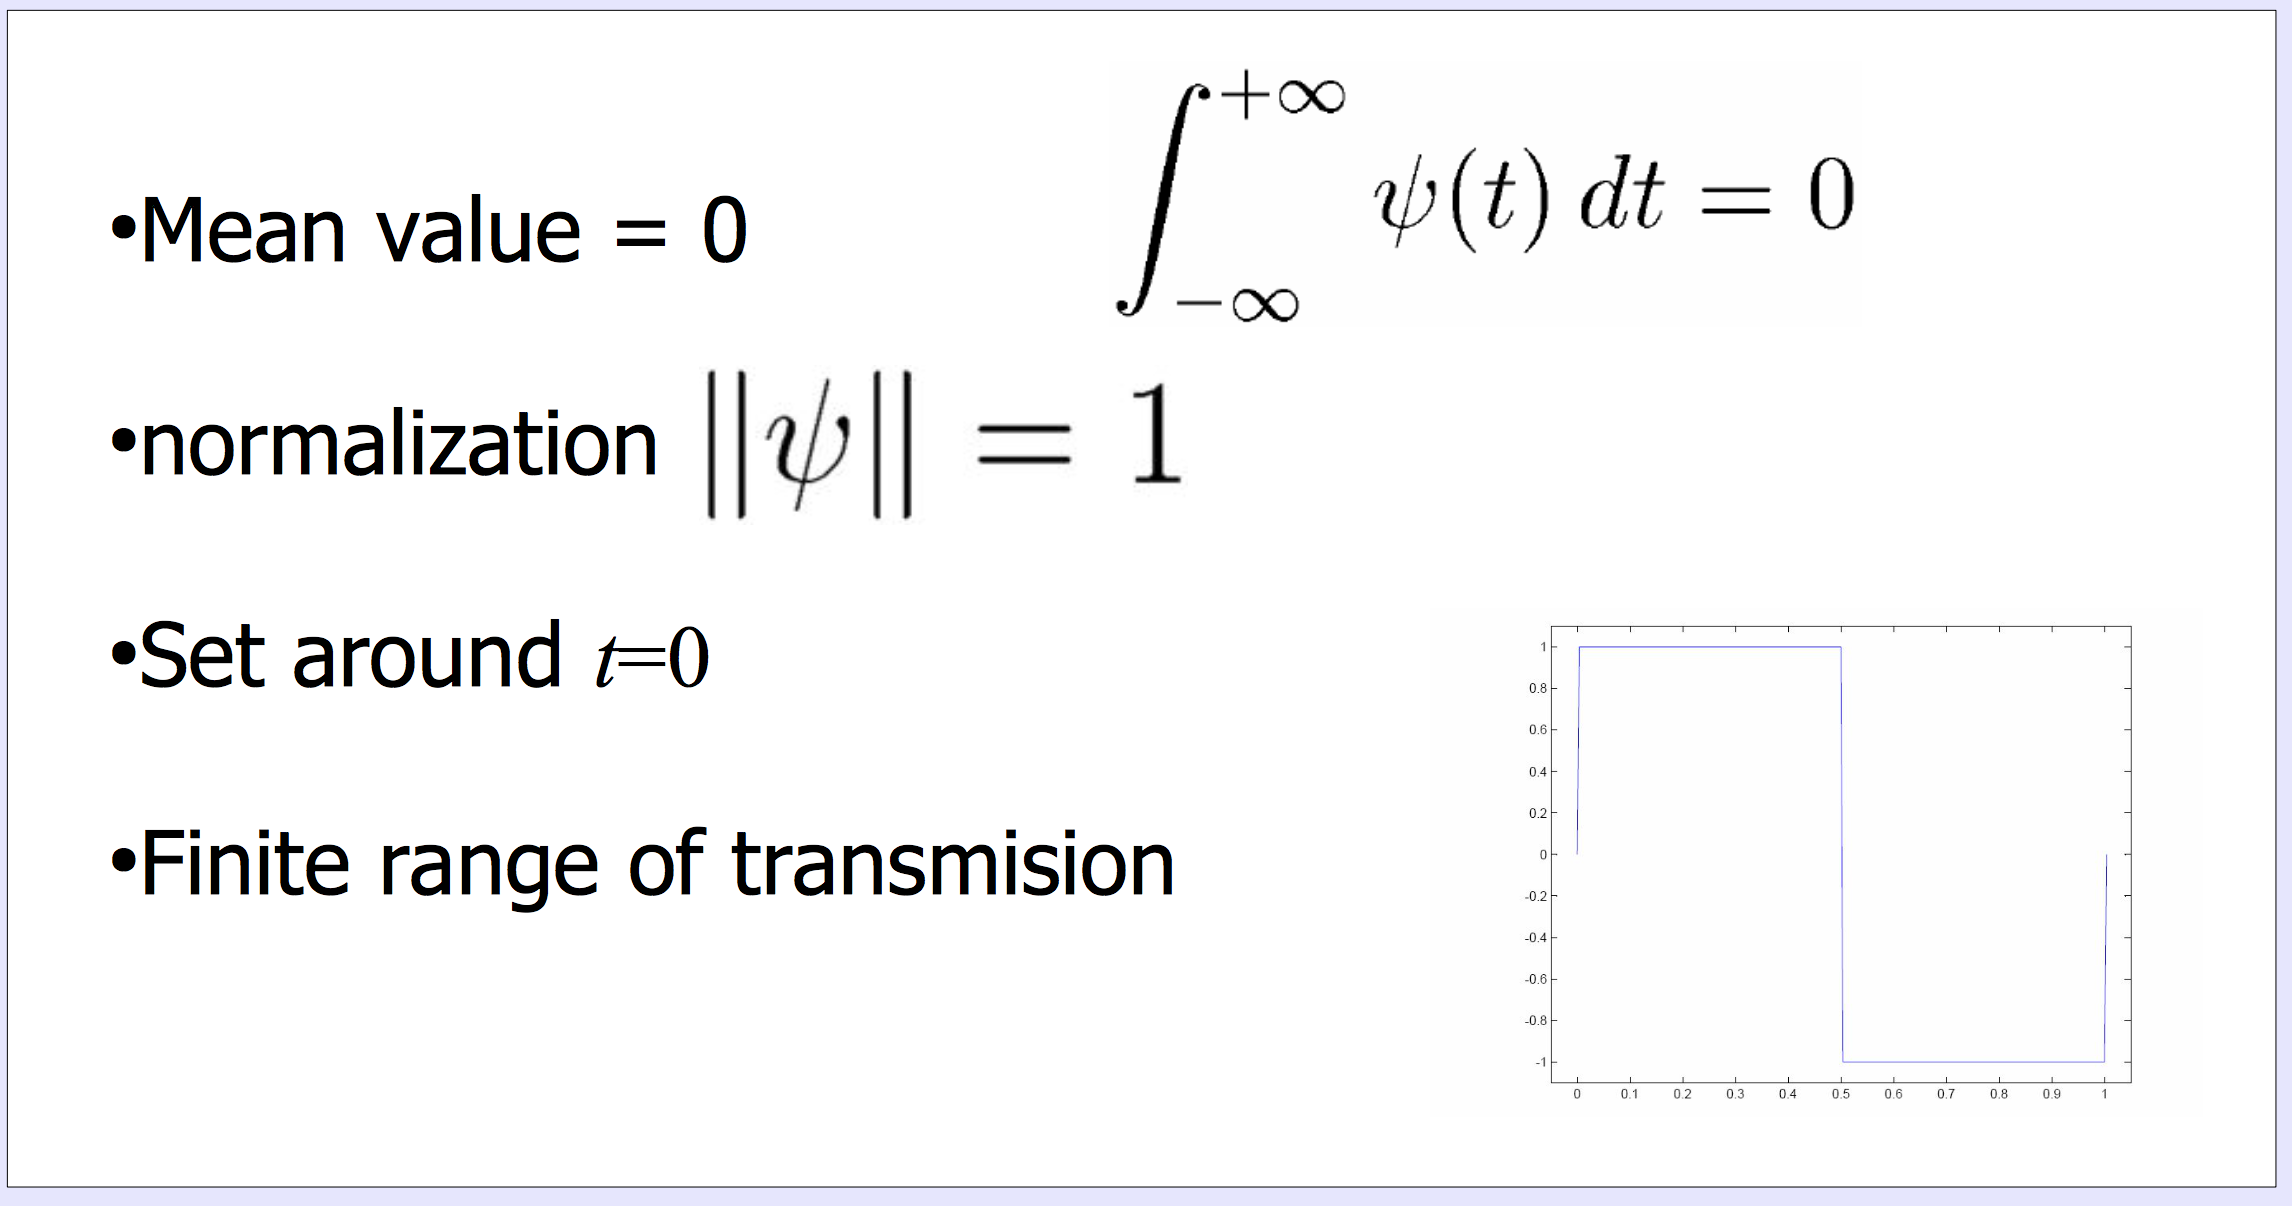 •Mean value = 0
∫_{-∞}^{+∞} ψ(t) dt = 0
•normalization ||ψ|| = 1
•Set around t=0
•Finite range of transmision
1
0.8
0.6
0.4
0.2
0
-0.2
-0.4
-0.6
-0.8
-1
0 0.1 0.2 0.3 0.4 0.5 0.6 0.7 0.8 0.9 1